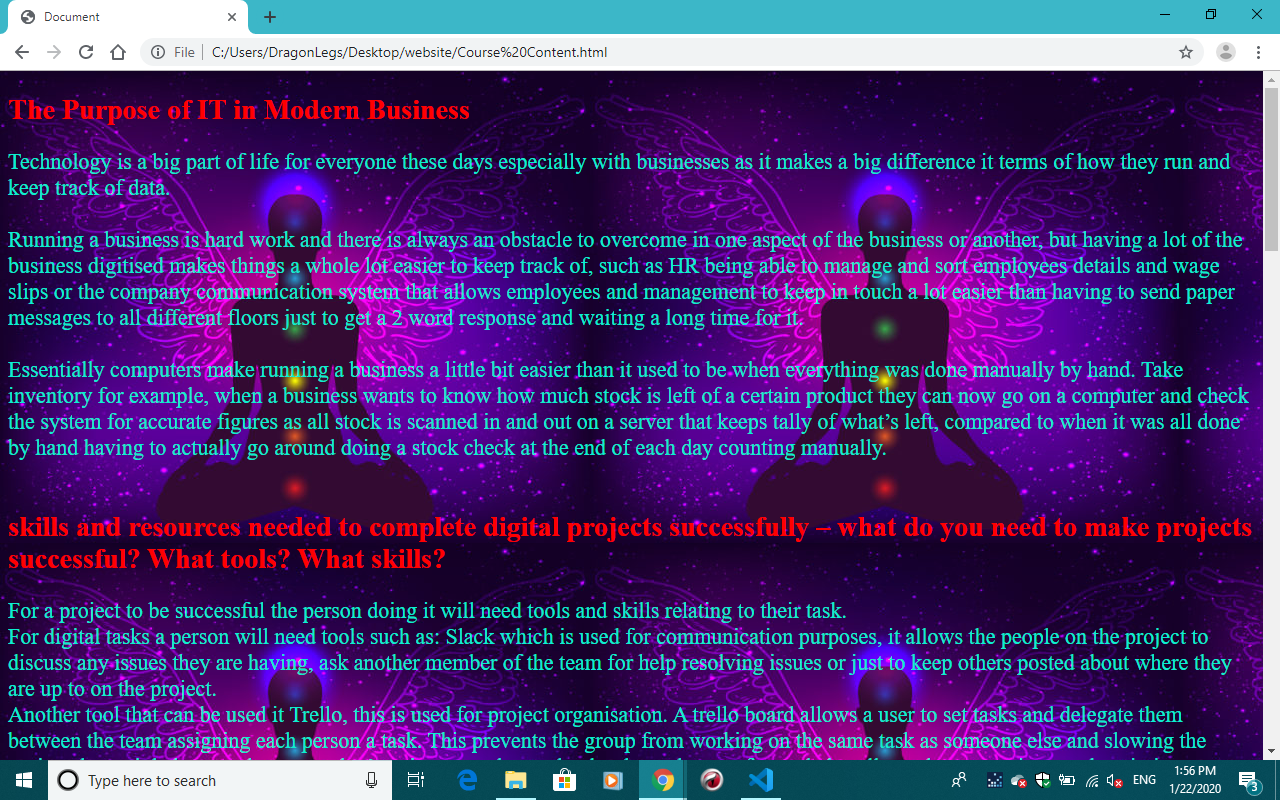 Document
File
C:/Users/DragonLegs/Desktop/website/Course%20Content.html
The Purpose of IT in Modern Business
Technology is a big part of life for everyone these days especially with businesses as it makes a big difference it terms of how they run and
keep track of data.
Running a business is hard work and there is always an obstacle to overcome in one aspect of the business or another, but having a lot of the
business digitised makes things a whole lot easier to keep track of, such as HR being able to manage and sort employees details and wage
slips or the company communication system that allows employees and management to keep in touch a lot easier than having to send paper
messages to all different floors just to get a 2 word response and waiting a long time for it.
Essentially computers make running a business a little bit easier than it used to be when everything was done manually by hand. Take
inventory for example, when a business wants to know how much stock is left of a certain product they can now go on a computer and check
the system for accurate figures as all stock is scanned in and out on a server that keeps tally of what’s left, compared to when it was all done
by hand having to actually go around doing a stock check at the end of each day counting manually.
skills and resources needed to complete digital projects successfully – what do you need to make projects
successful? What tools? What skills?
For a project to be successful the person doing it will need tools and skills relating to their task.
For digital tasks a person will need tools such as: Slack which is used for communication purposes, it allows the people on the project to
discuss any issues they are having, ask another member of the team for help resolving issues or just to keep others posted about where they
are up to on the project.
Another tool that can be used it Trello, this is used for project organisation. A trello board allows a user to set tasks and delegate them
between the team assigning each person a task. This prevents the group from working on the same task as someone else and slowing the
Type here to search
ENG
1:56 PM
1/22/2020
3